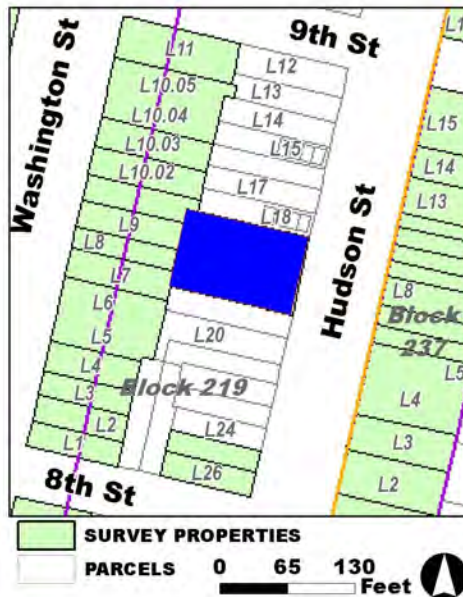 Washington St
9th St
Hudson St
8th St
L11
L10.05
L10.04
L10.03
L10.02
L9
L8
L7
L6
L5
L4
L3
L2
L1
L12
L13
L14
L15
L17
L18
L20
L24
L26
Block 219
L1
L15
L14
L13
L8
Block
237
L5
L4
L3
L2
SURVEY PROPERTIES
PARCELS
0 65 130
Feet